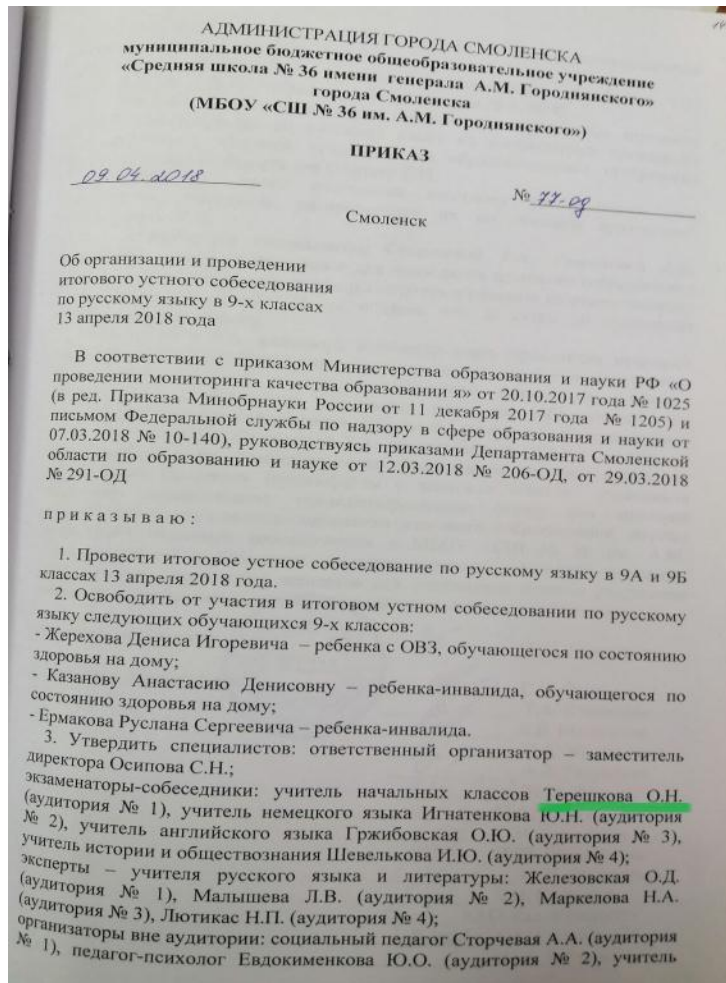 14
АДМИНИСТРАЦИЯ ГОРОДА СМОЛЕНСКА
муниципальное бюджетное общеобразовательное учреждение
«Средняя школа № 36 имени генерала А.М. Городнянского»
города Смоленска
(МБОУ «СШ № 36 им. А.М. Городнянского»)
ПРИКАЗ
09.04.2018
№ 77-од
Смоленск
Об организации и проведении
итогового устного собеседования
по русскому языку в 9-х классах
13 апреля 2018 года
В соответствии с приказом Министерства образования и науки РФ «О
проведении мониторинга качества образовании я» от 20.10.2017 года № 1025
(в ред. Приказа Минобрнауки России от 11 декабря 2017 года № 1205) и
письмом Федеральной службы по надзору в сфере образования и науки от
07.03.2018 № 10-140), руководствуясь приказами Департамента Смоленской
области по образованию и науке от 12.03.2018 № 206-ОД, от 29.03.2018
№ 291-ОД
приказываю:
1. Провести итоговое устное собеседование по русскому языку в 9А и 9Б
классах 13 апреля 2018 года.
2. Освободить от участия в итоговом устном собеседовании по русскому
языку следующих обучающихся 9-х классов:
- Жерехова Дениса Игоревича – ребенка с ОВЗ, обучающегося по состоянию
здоровья на дому;
- Казанову Анастасию Денисовну – ребенка-инвалида, обучающегося по
состоянию здоровья на дому;
- Ермакова Руслана Сергеевича – ребенка-инвалида.
3. Утвердить специалистов: ответственный организатор – заместитель
директора Осипова С.Н.;
экзаменаторы-собеседники: учитель начальных классов Терешкова О.Н.
(аудитория № 1), учитель немецкого языка Игнатенкова Ю.Н. (аудитория
№ 2), учитель английского языка Гржибовская О.Ю. (аудитория № 3),
учитель истории и обществознания Шевелькова И.Ю. (аудитория № 4);
эксперты – учителя русского языка и литературы: Железовская О.Д.
(аудитория № 1), Малышева Л.В. (аудитория № 2), Маркелова Н.А.
(аудитория № 3), Лютикас Н.П. (аудитория № 4);
организаторы вне аудитории: социальный педагог Сторчевая А.А. (аудитория
№ 1), педагог-психолог Евдокименкова Ю.О. (аудитория № 2), учитель